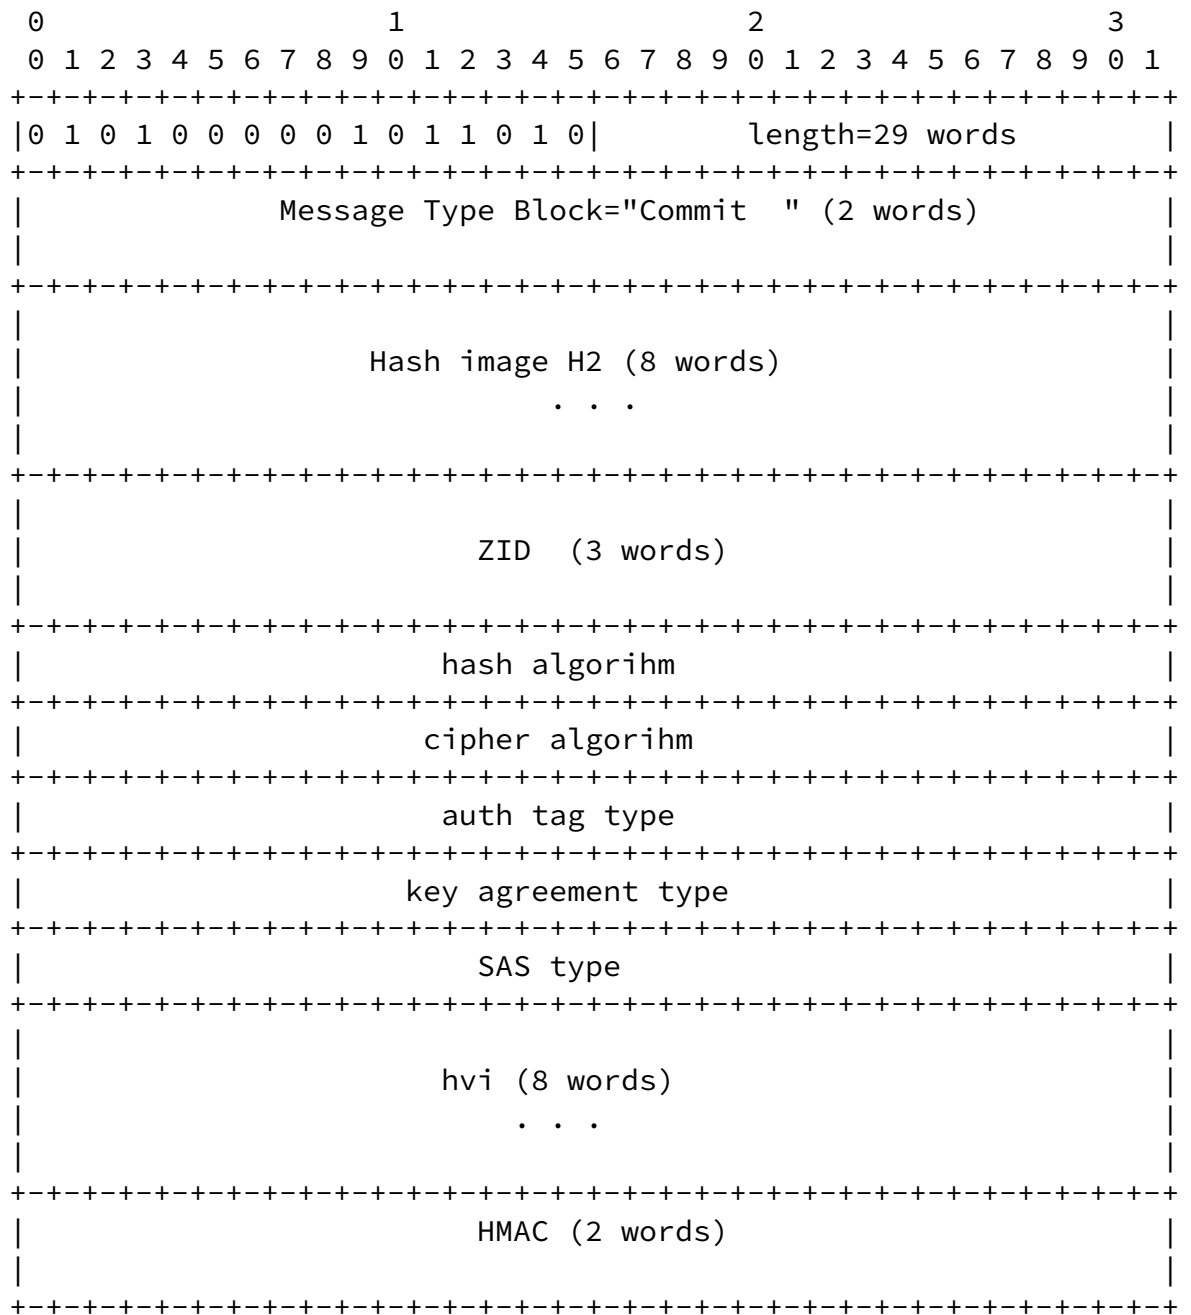 0                   1                   2                   3
 0 1 2 3 4 5 6 7 8 9 0 1 2 3 4 5 6 7 8 9 0 1 2 3 4 5 6 7 8 9 0 1
+-+-+-+-+-+-+-+-+-+-+-+-+-+-+-+-+-+-+-+-+-+-+-+-+-+-+-+-+-+-+-+-+
|0 1 0 1 0 0 0 0 0 1 0 1 1 0 1 0|        length=29 words        |
+-+-+-+-+-+-+-+-+-+-+-+-+-+-+-+-+-+-+-+-+-+-+-+-+-+-+-+-+-+-+-+-+
|              Message Type Block="Commit  " (2 words)          |
|                                                               |
+-+-+-+-+-+-+-+-+-+-+-+-+-+-+-+-+-+-+-+-+-+-+-+-+-+-+-+-+-+-+-+-+
|                                                               |
|                   Hash image H2 (8 words)                     |
|                             . . .                             |
|                                                               |
+-+-+-+-+-+-+-+-+-+-+-+-+-+-+-+-+-+-+-+-+-+-+-+-+-+-+-+-+-+-+-+-+
|                                                               |
|                         ZID  (3 words)                        |
|                                                               |
+-+-+-+-+-+-+-+-+-+-+-+-+-+-+-+-+-+-+-+-+-+-+-+-+-+-+-+-+-+-+-+-+
|                       hash algorihm                           |
+-+-+-+-+-+-+-+-+-+-+-+-+-+-+-+-+-+-+-+-+-+-+-+-+-+-+-+-+-+-+-+-+
|                      cipher algorihm                          |
+-+-+-+-+-+-+-+-+-+-+-+-+-+-+-+-+-+-+-+-+-+-+-+-+-+-+-+-+-+-+-+-+
|                       auth tag type                           |
+-+-+-+-+-+-+-+-+-+-+-+-+-+-+-+-+-+-+-+-+-+-+-+-+-+-+-+-+-+-+-+-+
|                     key agreement type                        |
+-+-+-+-+-+-+-+-+-+-+-+-+-+-+-+-+-+-+-+-+-+-+-+-+-+-+-+-+-+-+-+-+
|                         SAS type                              |
+-+-+-+-+-+-+-+-+-+-+-+-+-+-+-+-+-+-+-+-+-+-+-+-+-+-+-+-+-+-+-+-+
|                                                               |
|                       hvi (8 words)                           |
|                           . . .                               |
|                                                               |
+-+-+-+-+-+-+-+-+-+-+-+-+-+-+-+-+-+-+-+-+-+-+-+-+-+-+-+-+-+-+-+-+
|                         HMAC (2 words)                        |
|                                                               |
+-+-+-+-+-+-+-+-+-+-+-+-+-+-+-+-+-+-+-+-+-+-+-+-+-+-+-+-+-+-+-+-+